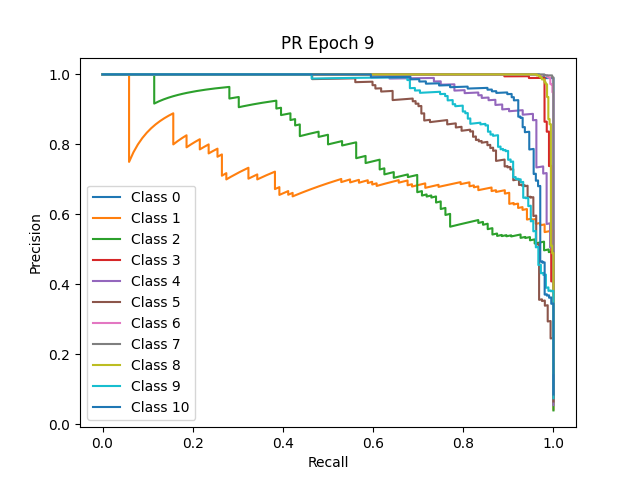 PR Epoch 9
Precision
1.0
0.8
0.6
0.4
0.2
0.0
Class 0
Class 1
Class 2
Class 3
Class 4
Class 5
Class 6
Class 7
Class 8
Class 9
Class 10
0.0 0.2 0.4 0.6 0.8 1.0
Recall